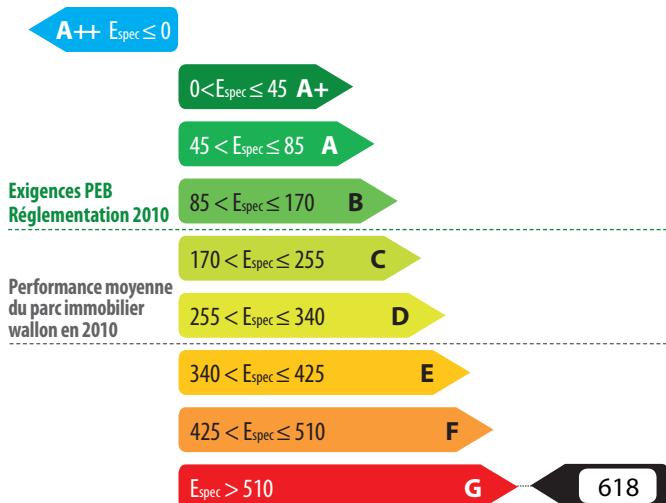 A++ Espec ≤ 0
0<Espec ≤ 45 A+
45 < Espec ≤ 85 A
Exigences PEB
Réglementation 2010
85 < Espec ≤ 170 B
170 < Espec ≤ 255 C
Performance moyenne
du parc immobilier
wallon en 2010
255 < Espec ≤ 340 D
340 < Espec ≤ 425 E
425 < Espec ≤ 510 F
Espec > 510 G 618